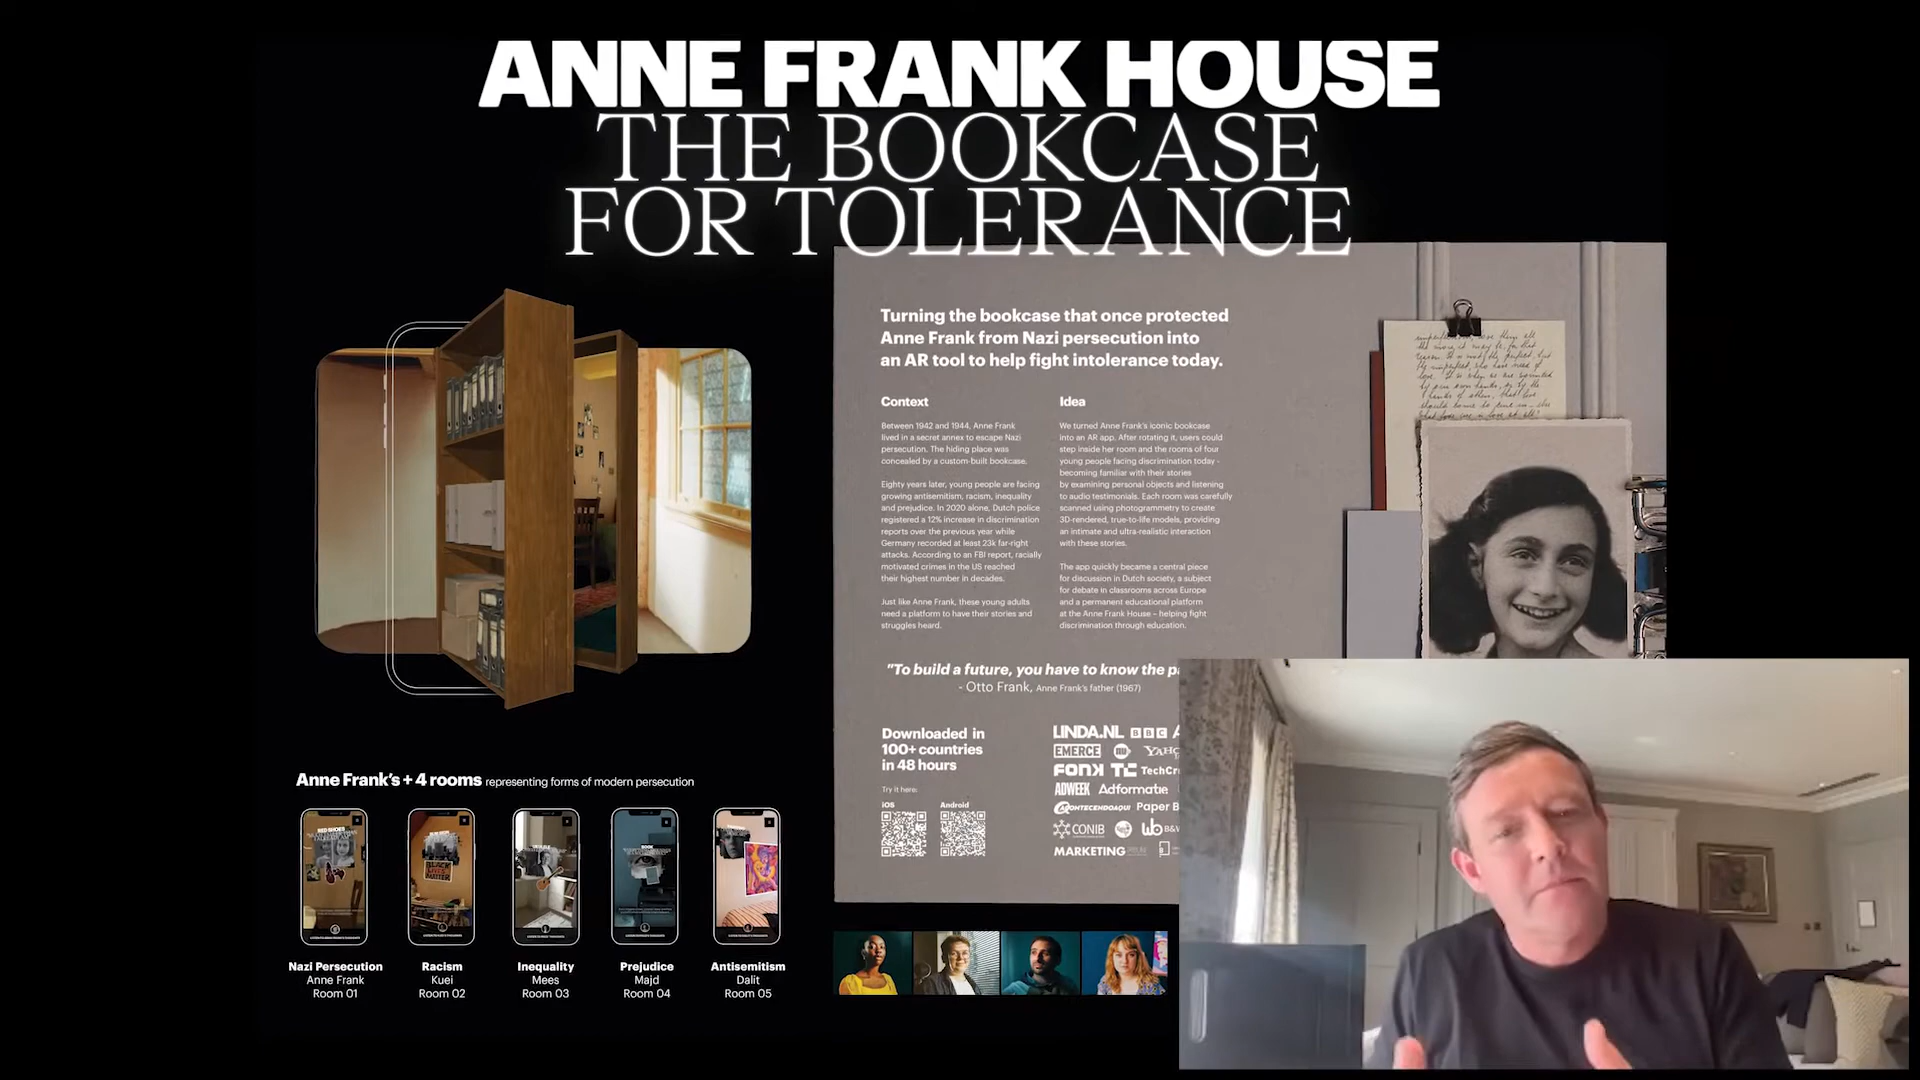 ANNE FRANK HOUSE
THE BOOKCASE
FOR TOLERANCE
Turning the bookcase that once protected
Anne Frank from Nazi persecution into
an AR tool to help fight intolerance today.
Context
Between 1942 and 1944, Anne Frank
lived in a secret annex to escape Nazi
persecution. The hiding place was
concealed by a custom-built bookcase.
Eighty years later, young people are facing
growing antisemitism, racism, inequality
and prejudice. In 2020 alone, Dutch police
registered a 12% increase in discrimination
reports over the previous year while
Germany recorded at least 23k far-right
attacks. According to an FBI report, racially
motivated crimes in the US reached
their highest number in decades.
Just like Anne Frank, these young adults
need a platform to have their stories and
struggles heard.
Idea
We turned Anne Frank's iconic bookcase
into an AR app. After rotating it, users could
step inside her room and the rooms of four
young people facing discrimination today -
becoming familiar with their stories
by examining personal objects and listening
to audio testimonials. Each room was carefully
scanned using photogrammetry to create
3D-rendered, true-to-life models, providing
an intimate and ultra-realistic interaction
with these stories.
The app quickly became a central piece
for discussion in Dutch society, a subject
for debate in classrooms across Europe
and a permanent educational platform
at the Anne Frank House – helping fight
discrimination through education.
"To build a future, you have to know the p
- Otto Frank, Anne Frank's father (1967)
Downloaded in
100+ countries
in 48 hours
Try it here:
iOS Android
LINDA.NL BBC
EMERCE nu YAH
FONK TC TechCr
ADWEEK Adformatie
ACONTECENDOAQUI Paper B
CONIB wb B&W
MARKETING
Anne Frank's + 4 rooms representing forms of modern persecution
Nazi Persecution
Anne Frank
Room 01
Racism
Kuei
Room 02
Inequality
Mees
Room 03
Prejudice
Majd
Room 04
Antisemitism
Dalit
Room 05